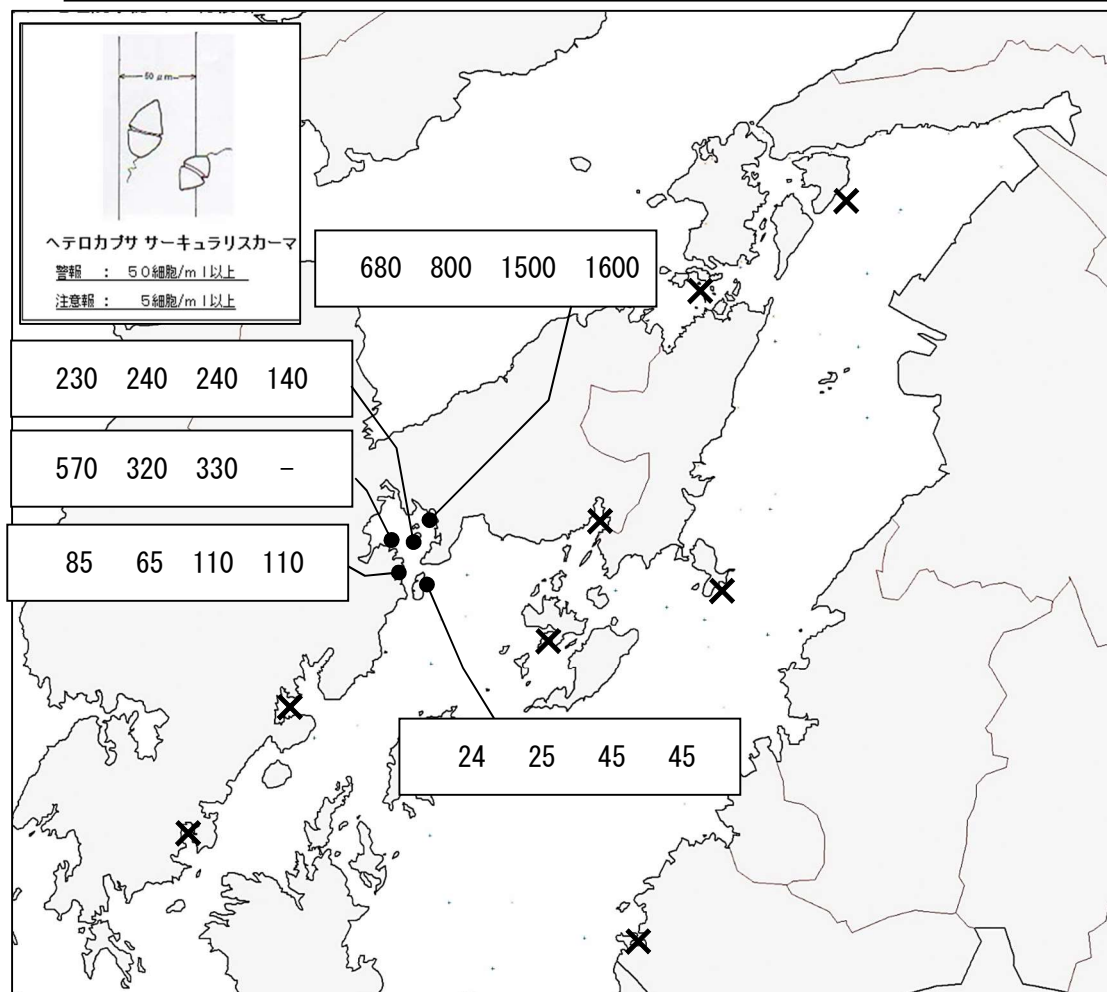 50μm
ヘテロカプサ サーキュラリスカーマ
警報 : 50細胞/ml以上
注意報 : 5細胞/ml以上
680 800 1500 1600
230 240 240 140
570 320 330 −
85 65 110 110
24 25 45 45